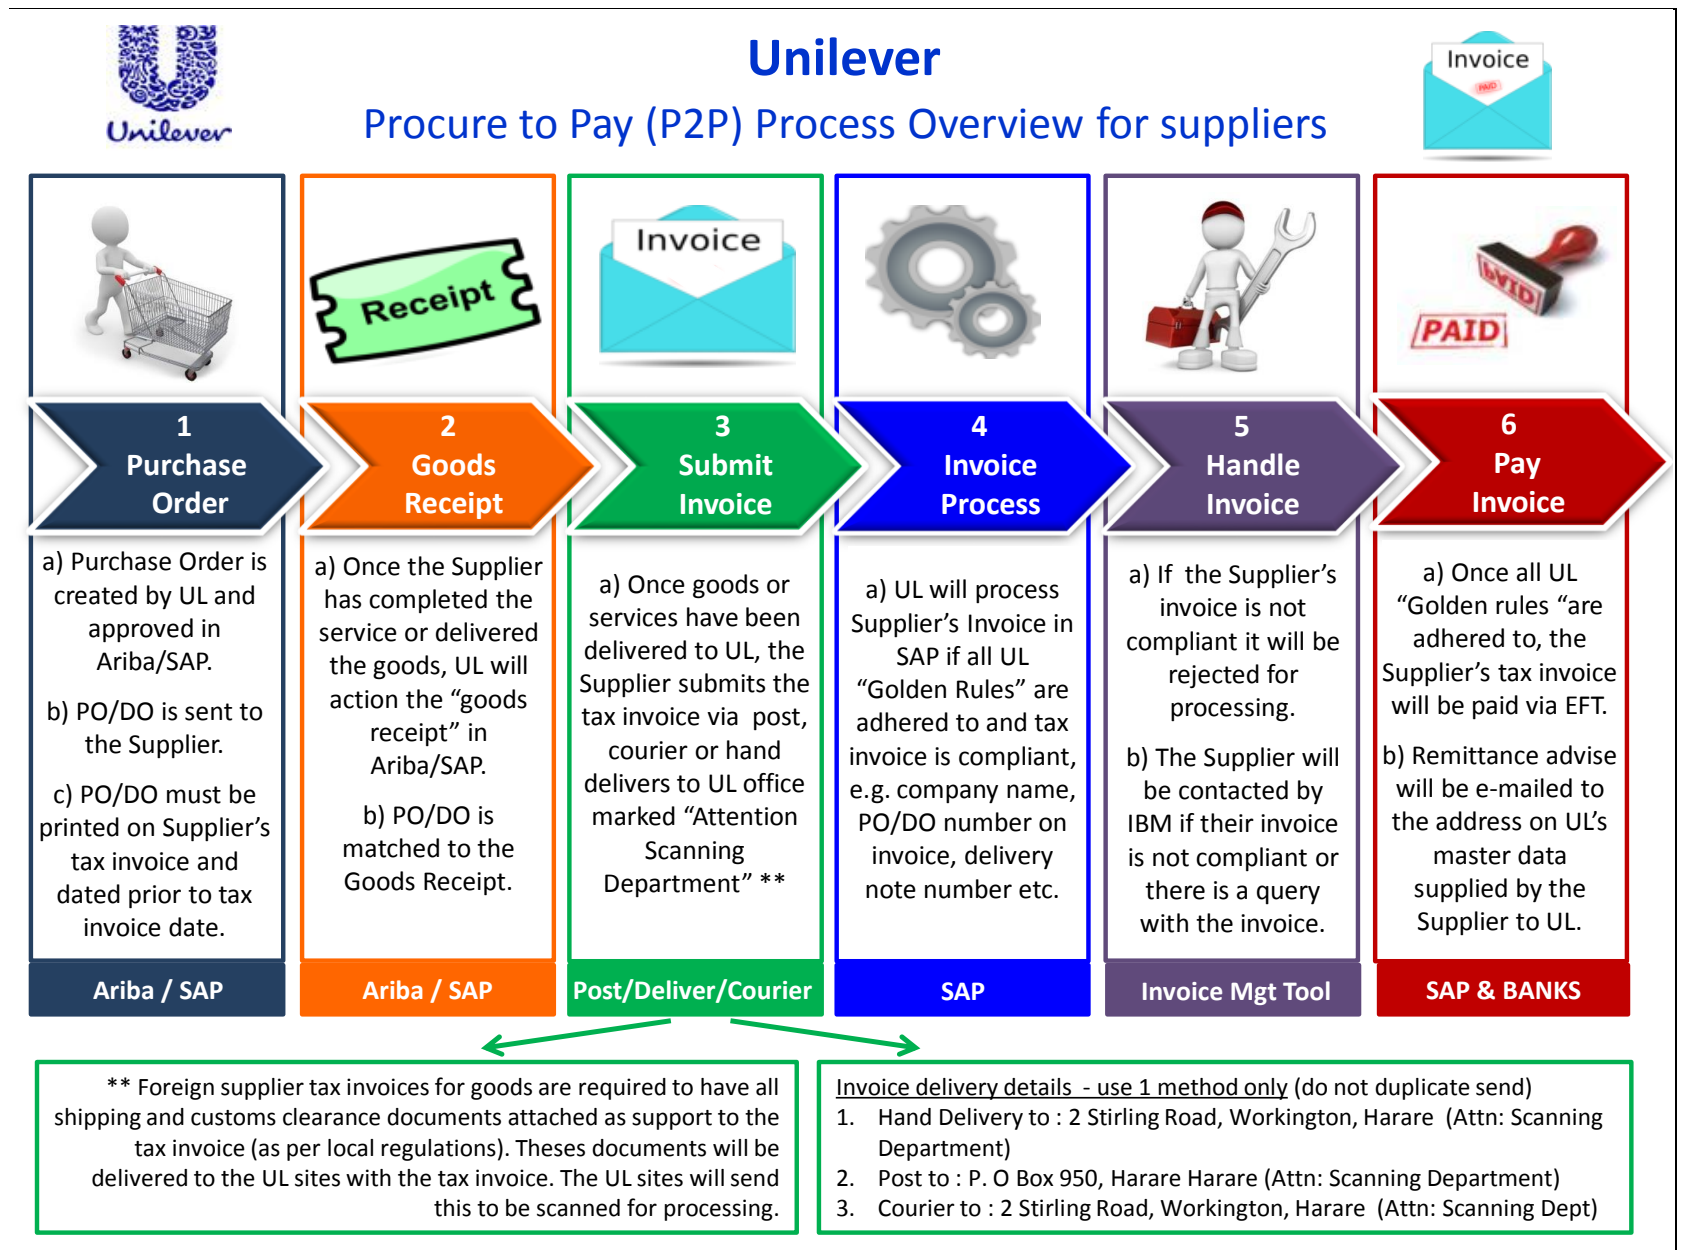 Unilever
Unilever
Procure to Pay (P2P) Process Overview for suppliers
Invoice
PAID
Receipt
Invoice
PAID
PAID
1
Purchase
Order
a) Purchase Order is
created by UL and
approved in
Ariba/SAP.
b) PO/DO is sent to
the Supplier.
c) PO/DO must be
printed on Supplier’s
tax invoice and
dated prior to tax
invoice date.
Ariba / SAP
2
Goods
Receipt
a) Once the Supplier
has completed the
service or delivered
the goods, UL will
action the “goods
receipt” in
Ariba/SAP.
b) PO/DO is
matched to the
Goods Receipt.
Ariba / SAP
3
Submit
Invoice
a) Once goods or
services have been
delivered to UL, the
Supplier submits the
tax invoice via  post,
courier or hand
delivers to UL office
marked “Attention
Scanning
Department” **
Post/Deliver/Courier
4
Invoice
Process
a) UL will process
Supplier’s Invoice in
SAP if all UL
“Golden Rules” are
adhered to and tax
invoice is compliant,
e.g. company name,
PO/DO number on
invoice, delivery
note number etc.
SAP
5
Handle
Invoice
a) If  the Supplier’s
invoice is not
compliant it will be
rejected for
processing.
b) The Supplier will
be contacted by
IBM if their invoice
is not compliant or
there is a query
with the invoice.
Invoice Mgt Tool
6
Pay
Invoice
a) Once all UL
“Golden rules “are
adhered to, the
Supplier’s tax invoice
will be paid via EFT.
b) Remittance advise
will be e-mailed to
the address on UL’s
master data
supplied by the
Supplier to UL.
SAP & BANKS
** Foreign supplier tax invoices for goods are required to have all
shipping and customs clearance documents attached as support to the
tax invoice (as per local regulations). Theses documents will be
delivered to the UL sites with the tax invoice. The UL sites will send
this to be scanned for processing.
Invoice delivery details  - use 1 method only (do not duplicate send)
1. Hand Delivery to : 2 Stirling Road, Workington, Harare  (Attn: Scanning
Department)
2. Post to : P. O Box 950, Harare Harare (Attn: Scanning Department)
3. Courier to : 2 Stirling Road, Workington, Harare  (Attn: Scanning Dept)